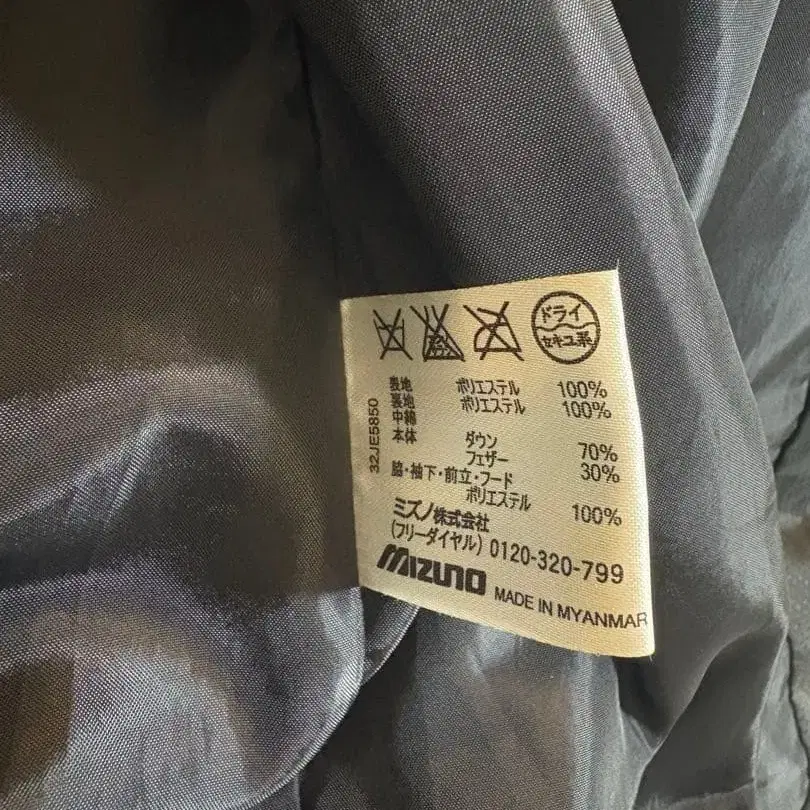 ドライ
セキユ系
32JE5850
表地 ポリエステル 100%
裏地 ポリエステル 100%
中綿
本体 ダウン 70%
フェザー 30%
脇・袖下・前立・フード
ポリエステル 100%
ミズノ株式会社
(フリーダイヤル) 0120-320-799
MIZUNO
MADE IN MYANMAR